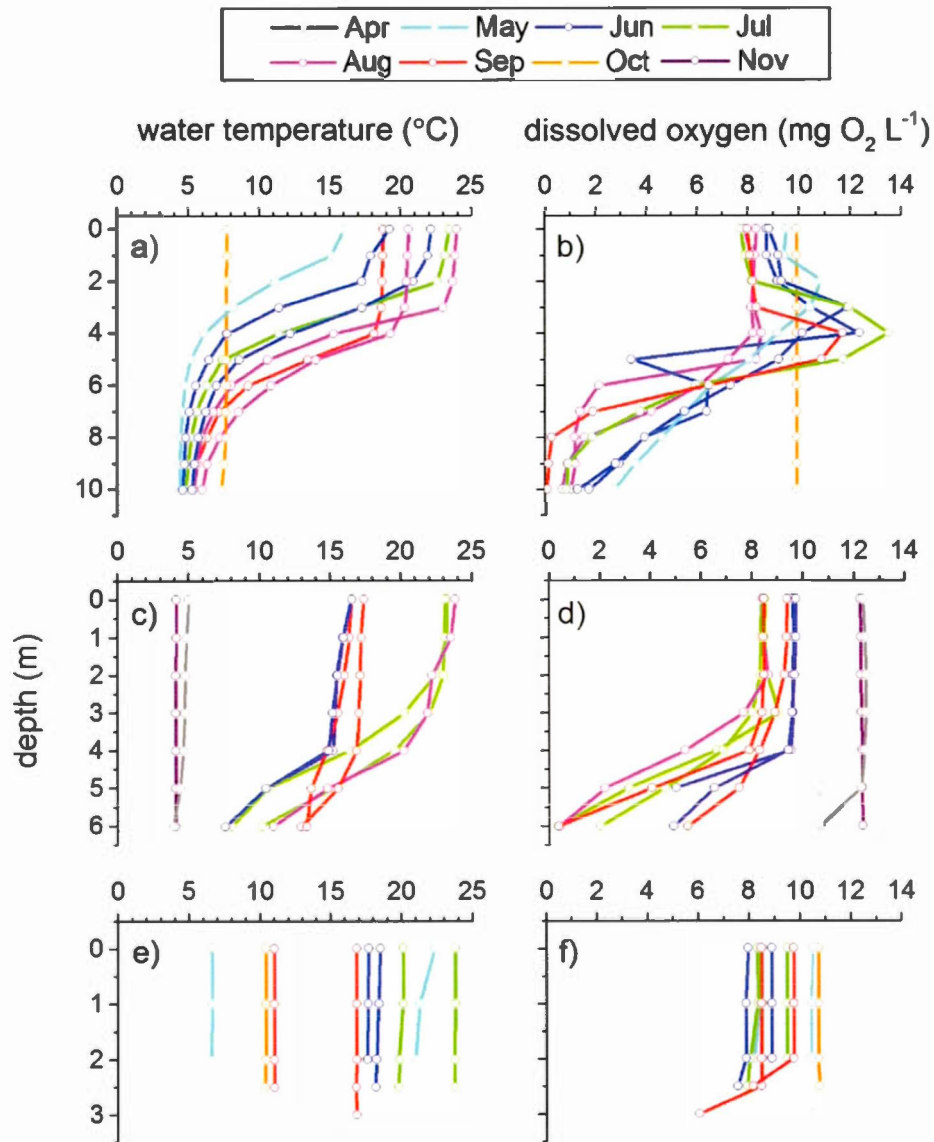 Apr May Jun Jul
Aug Sep Oct Nov
water temperature (°C) dissolved oxygen (mg O₂ L⁻¹)
0 5 10 15 20 25 0 2 4 6 8 10 12 14
a) b)
0
2
4
6
8
10
0 5 10 15 20 25 0 2 4 6 8 10 12 14
c) d)
0
1
2
3
4
5
6
depth (m)
0 5 10 15 20 25 0 2 4 6 8 10 12 14
e) f)
0
1
2
3